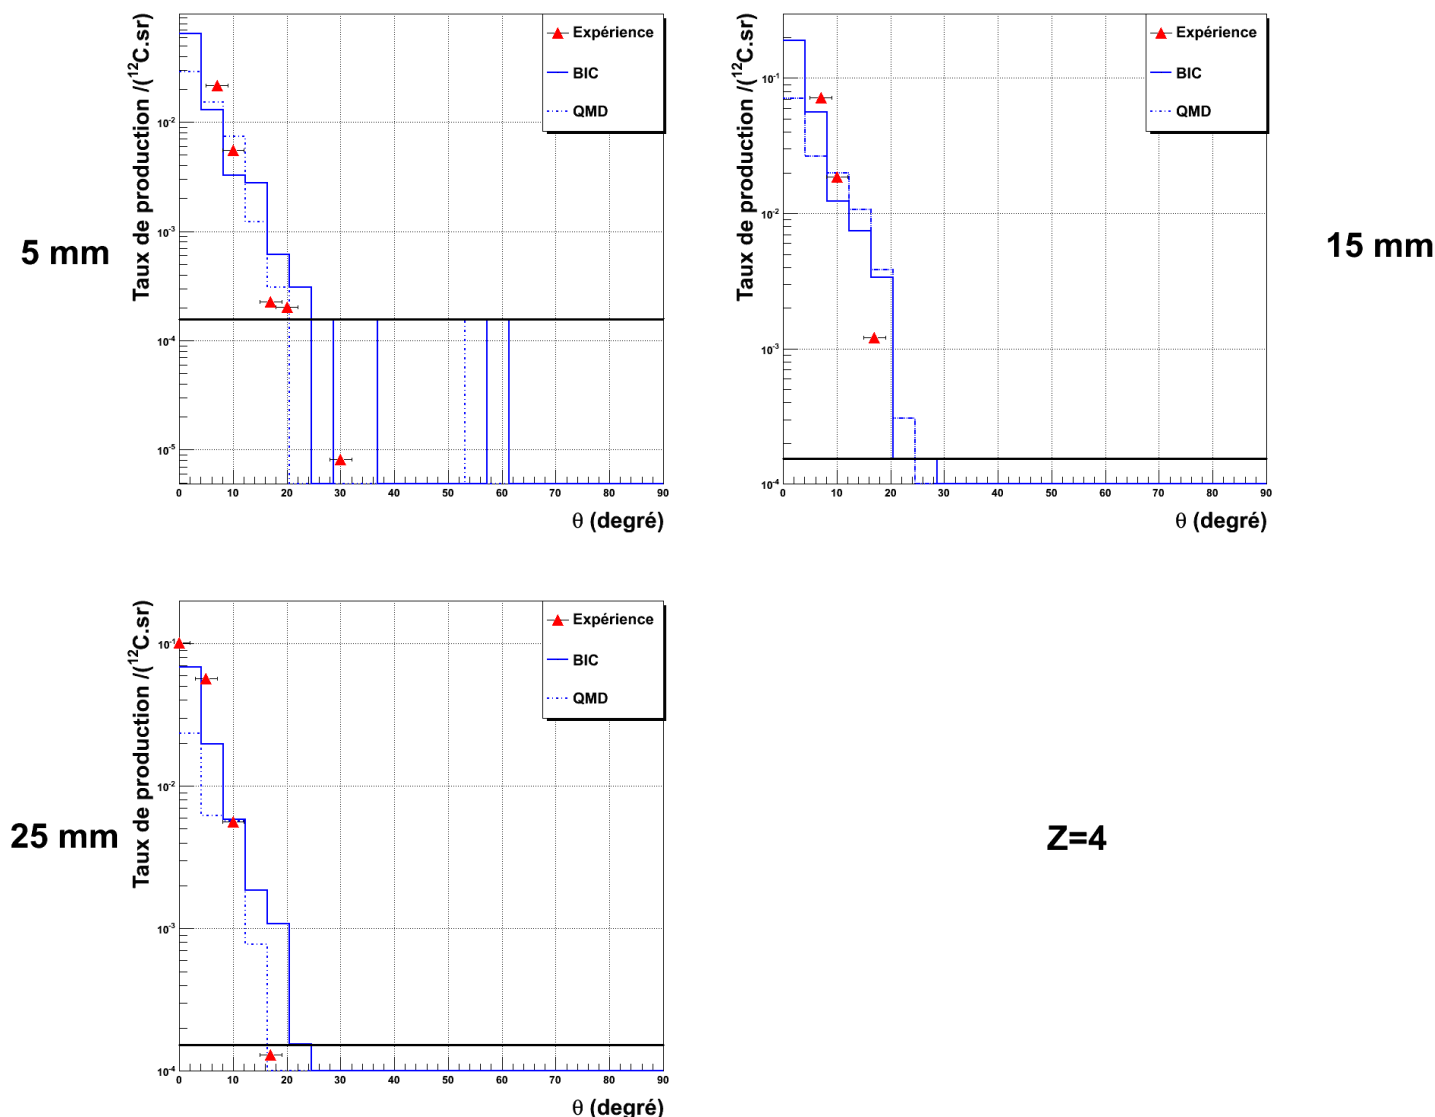 Taux de production /(¹²C.sr)
Expérience
BIC
QMD
10⁻²
10⁻³
10⁻⁴
10⁻⁵
0 10 20 30 40 50 60 70 80 90
θ (degré)
5 mm
Taux de production /(¹²C.sr)
Expérience
BIC
QMD
10⁻¹
10⁻²
10⁻³
10⁻⁴
0 10 20 30 40 50 60 70 80 90
θ (degré)
15 mm
Taux de production /(¹²C.sr)
Expérience
BIC
QMD
10⁻¹
10⁻²
10⁻³
10⁻⁴
0 10 20 30 40 50 60 70 80 90
θ (degré)
25 mm
Z=4